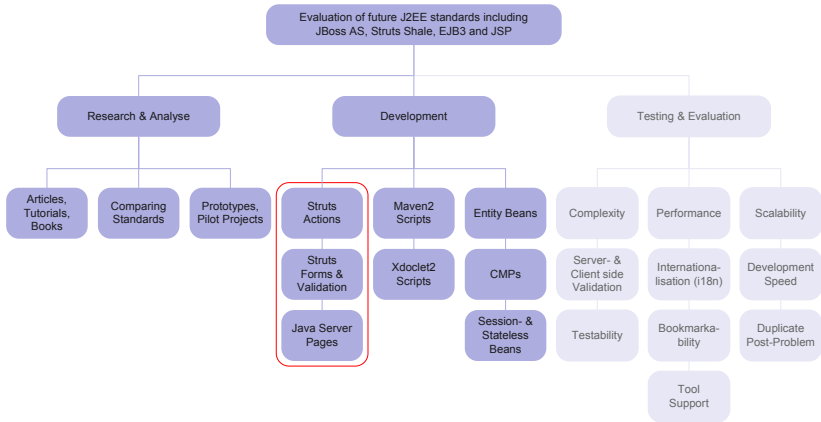 Evaluation of future J2EE standards including
JBoss AS, Struts Shale, EJB3 and JSP
Research & Analyse
Development
Testing & Evaluation
Articles,
Tutorials,
Books
Comparing
Standards
Prototypes,
Pilot Projects
Struts
Actions
Maven2
Scripts
Entity Beans
Complexity
Performance
Scalability
Struts
Forms &
Validation
Xdoclet2
Scripts
CMPs
Server- &
Client side
Validation
Internationa-
lisation (i18n)
Development
Speed
Java Server
Pages
Session- &
Stateless
Beans
Testability
Bookmarka-
bility
Duplicate
Post-Problem
Tool
Support